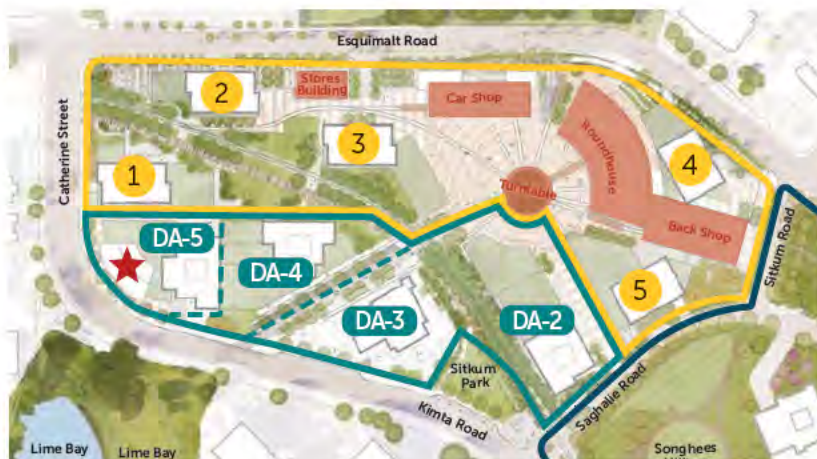 Esquimalt Road
Catherine Street
2
Stores
Building
Car Shop
Roundhouse
3
4
1
Turntable
Back Shop
Sitkum Road
DA-5
DA-4
5
DA-3
DA-2
Sitkum
Park
Saghalie Road
Kimta Road
Lime Bay
Lime Bay
Songhees